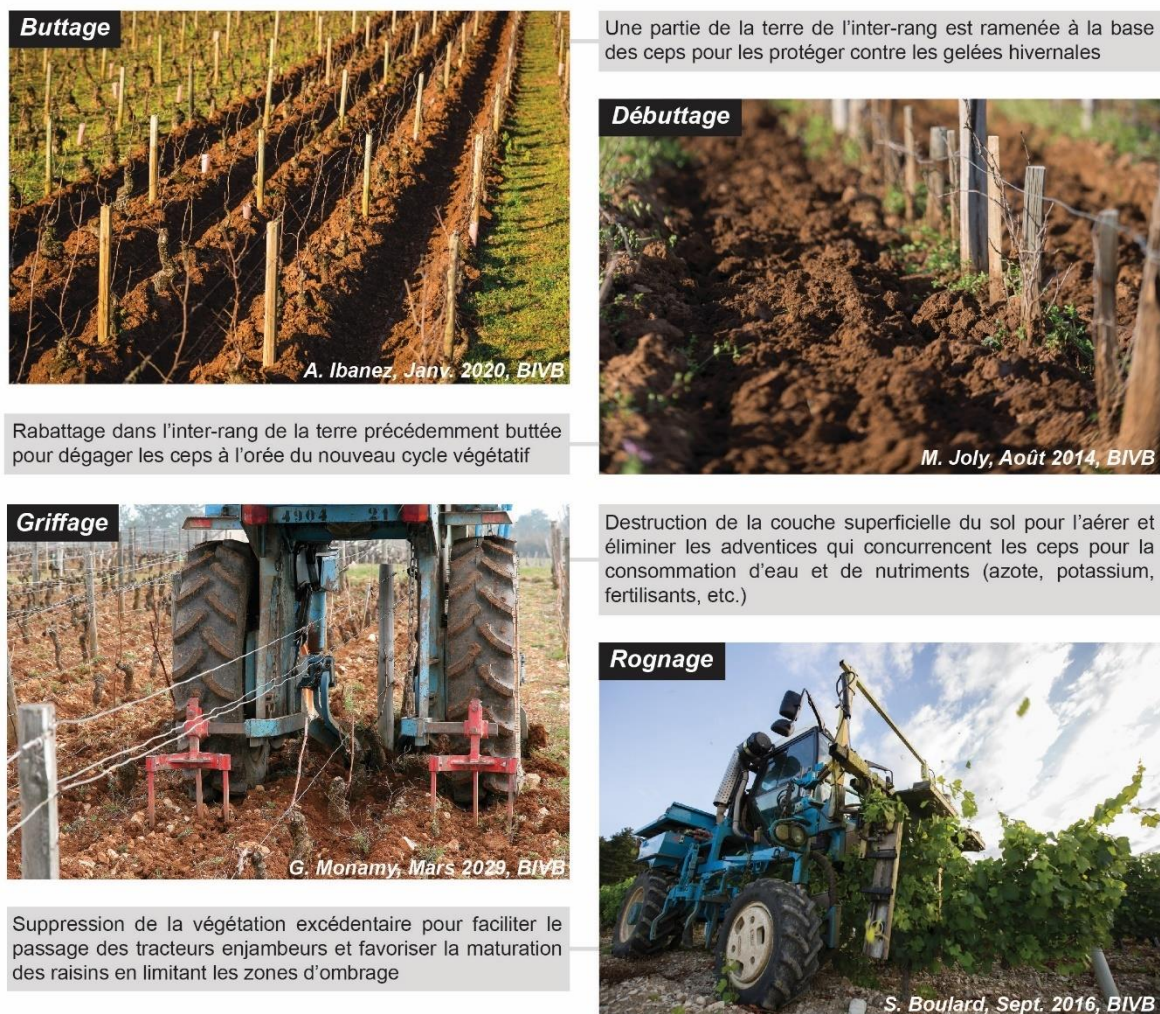 Buttage
Une partie de la terre de l'inter-rang est ramenée à la base
des ceps pour les protéger contre les gelées hivernales
A. Ibanez, Janv. 2020, BIVB
Débuttage
Rabattage dans l'inter-rang de la terre précédemment buttée
pour dégager les ceps à l'orée du nouveau cycle végétatif
M. Joly, Août 2014, BIVB
Griffage
4904 21
Destruction de la couche superficielle du sol pour l'aérer et
éliminer les adventices qui concurrencent les ceps pour la
consommation d'eau et de nutriments (azote, potassium,
fertilisants, etc.)
G. Monamy, Mars 2029, BIVB
Rognage
Suppression de la végétation excédentaire pour faciliter le
passage des tracteurs enjambeurs et favoriser la maturation
des raisins en limitant les zones d'ombrage
S. Boulard, Sept. 2016, BIVB